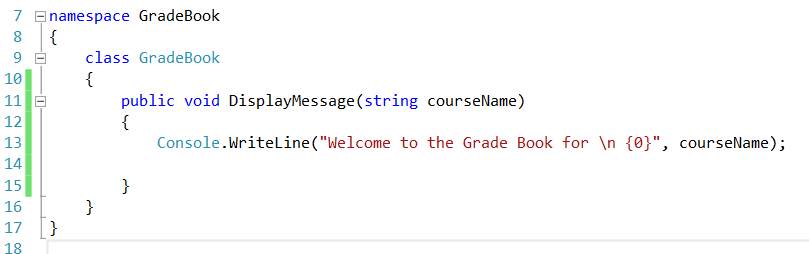 7 namespace GradeBook
8 {
9 class GradeBook
10 {
11 public void DisplayMessage(string courseName)
12 {
13 Console.WriteLine("Welcome to the Grade Book for \n {0}", courseName);
14
15 }
16 }
17 }
18